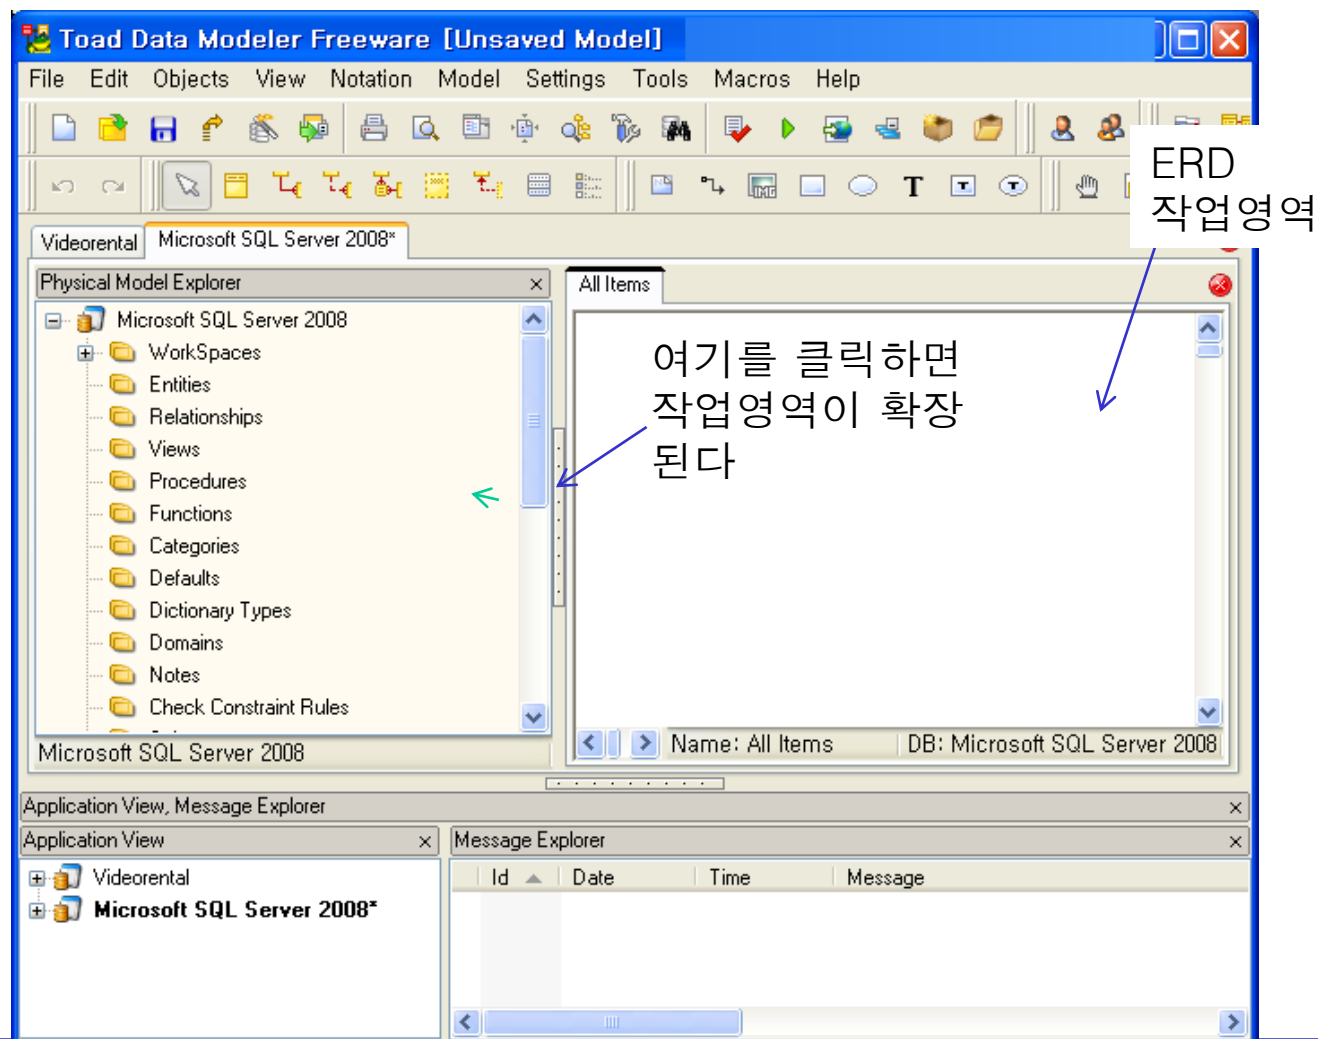 Toad Data Modeler Freeware [Unsaved Model]
File Edit Objects View Notation Model Settings Tools Macros Help
ERD
작업영역
Videorental Microsoft SQL Server 2008*
Physical Model Explorer
All Items
Microsoft SQL Server 2008
WorkSpaces
Entities
Relationships
Views
Procedures
Functions
Categories
Defaults
Dictionary Types
Domains
Notes
Check Constraint Rules
여기를 클릭하면
작업영역이 확장
된다
Microsoft SQL Server 2008
Name: All Items DB: Microsoft SQL Server 2008
Application View, Message Explorer
Application View
Message Explorer
Videorental
Microsoft SQL Server 2008*
Id Date Time Message